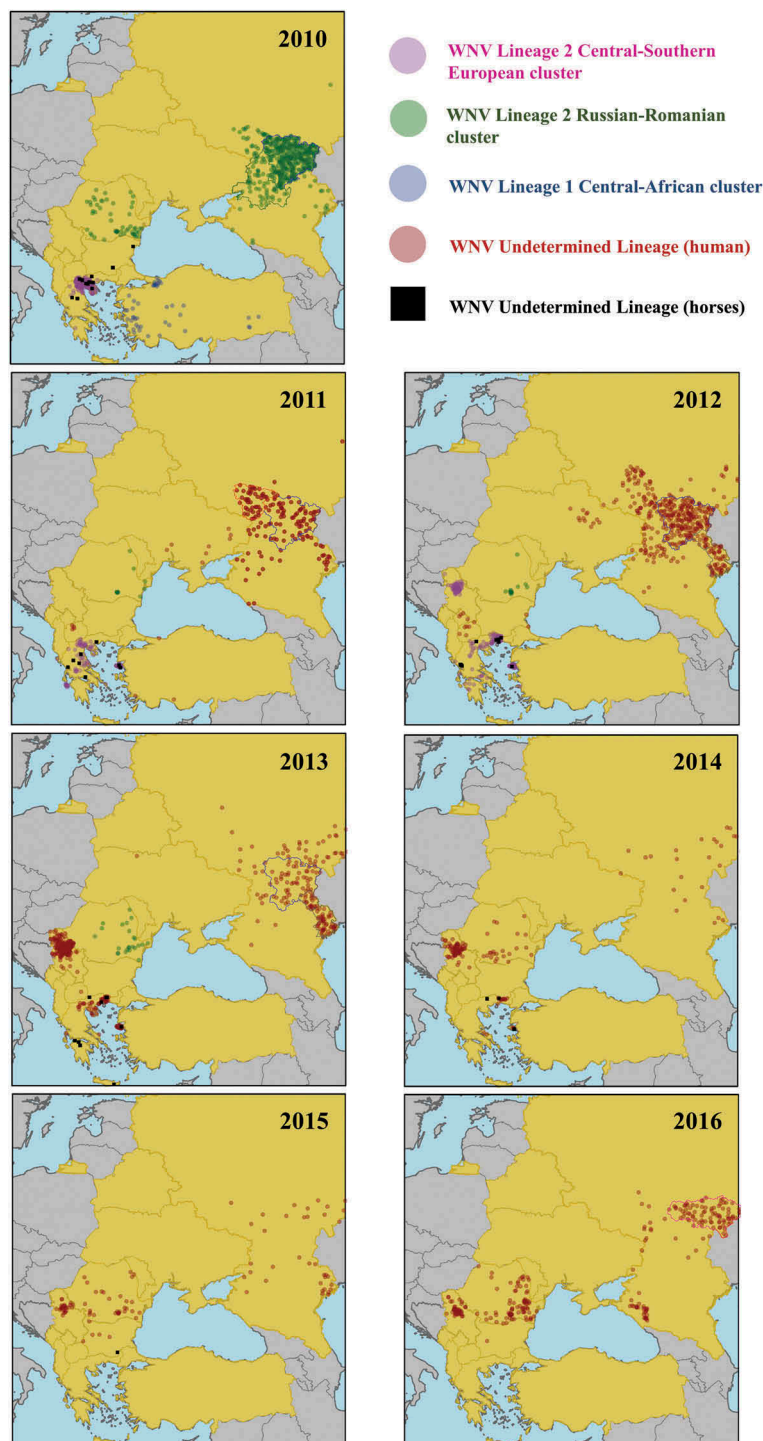 2010
WNV Lineage 2 Central-Southern
European cluster
WNV Lineage 2 Russian-Romanian
cluster
WNV Lineage 1 Central-African cluster
WNV Undetermined Lineage (human)
WNV Undetermined Lineage (horses)
2011
2012
2013
2014
2015
2016